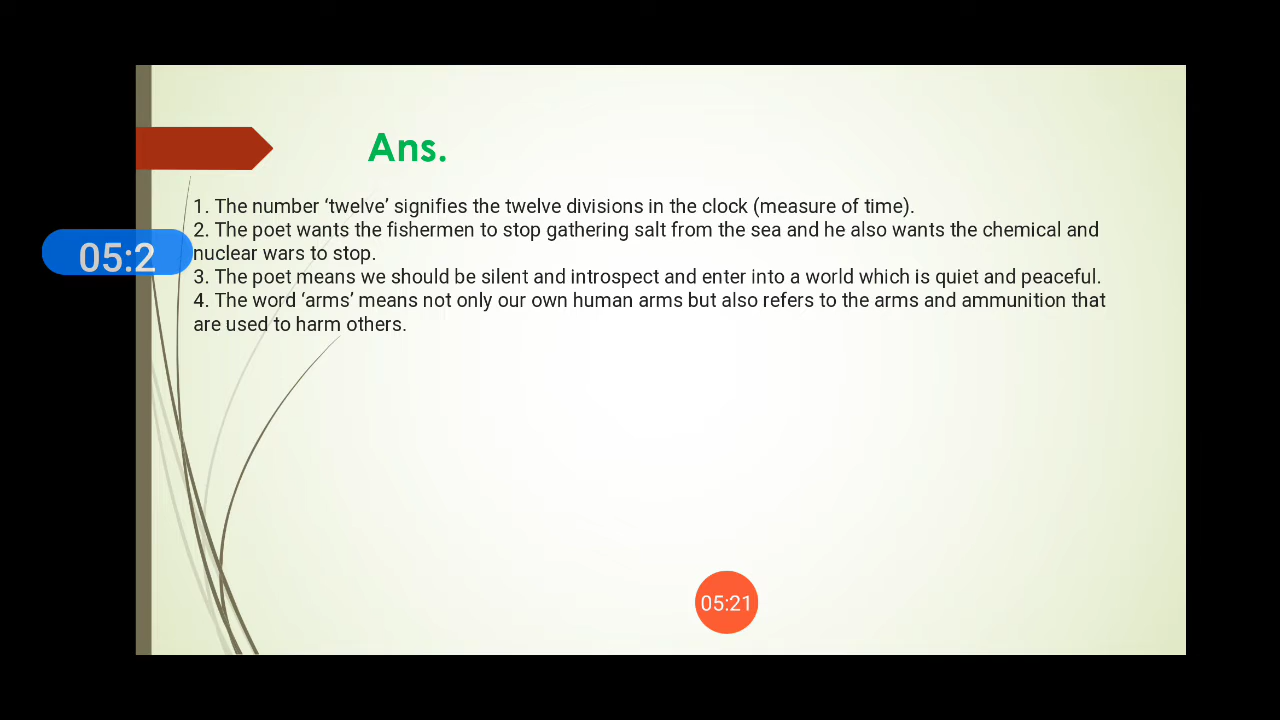 Ans.
1. The number ‘twelve’ signifies the twelve divisions in the clock (measure of time).
2. The poet wants the fishermen to stop gathering salt from the sea and he also wants the chemical and
nuclear wars to stop.
05:2
3. The poet means we should be silent and introspect and enter into a world which is quiet and peaceful.
4. The word ‘arms’ means not only our own human arms but also refers to the arms and ammunition that
are used to harm others.
05:21